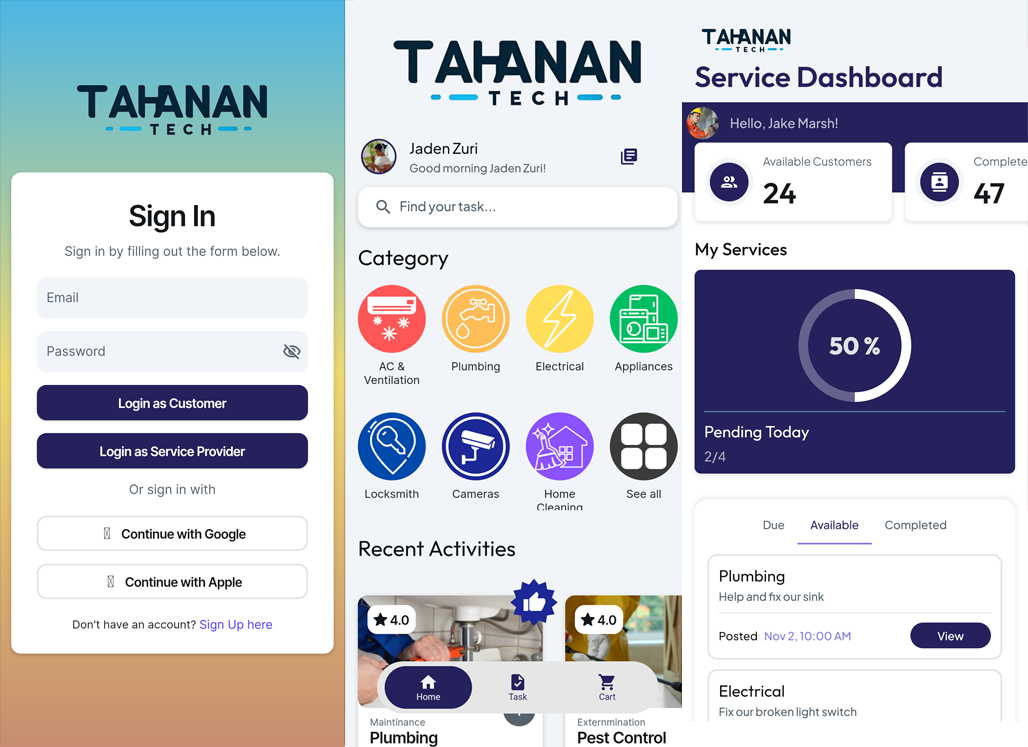 TAHANAN
TECH
Sign In
Sign in by filling out the form below.
Email
Password
Login as Customer
Login as Service Provider
Or sign in with
Continue with Google
Continue with Apple
Don't have an account? Sign Up here
TAHANAN
TECH
Jaden Zuri
Good morning Jaden Zuri!
Find your task...
Category
AC &
Ventilation
Plumbing
Electrical
Appliances
Locksmith
Cameras
Home
Cleaning
See all
Recent Activities
4.0
4.0
Home
Task
Cart
Maintinance
Plumbing
Externmination
Pest Control
TAHANAN
TECH
Service Dashboard
Hello, Jake Marsh!
Available Customers
24
Complete
47
My Services
50 %
Pending Today
2/4
Due
Available
Completed
Plumbing
Help and fix our sink
Posted Nov 2, 10:00 AM
View
Electrical
Fix our broken light switch